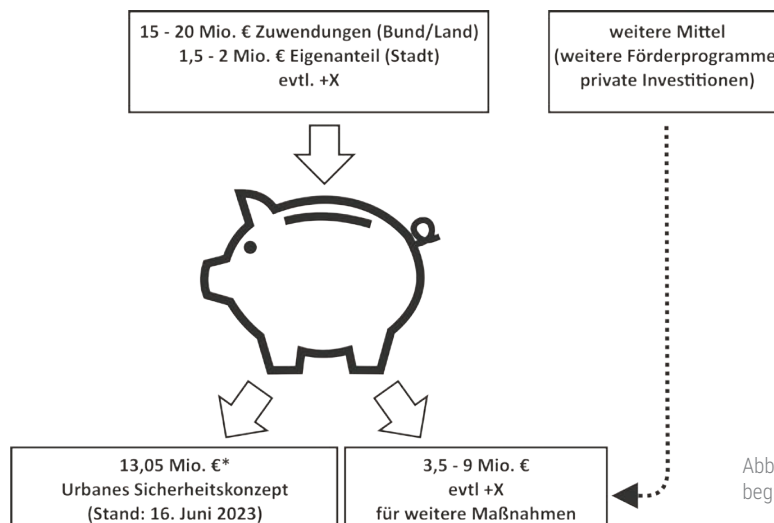 15 - 20 Mio. € Zuwendungen (Bund/Land)
1,5 - 2 Mio. € Eigenanteil (Stadt)
evtl. +X
weitere Mittel
(weitere Förderprogramme
private Investitionen)
13,05 Mio. €*
Urbanes Sicherheitskonzept
(Stand: 16. Juni 2023)
3,5 - 9 Mio. €
evtl +X
für weitere Maßnahmen
Abb
beg